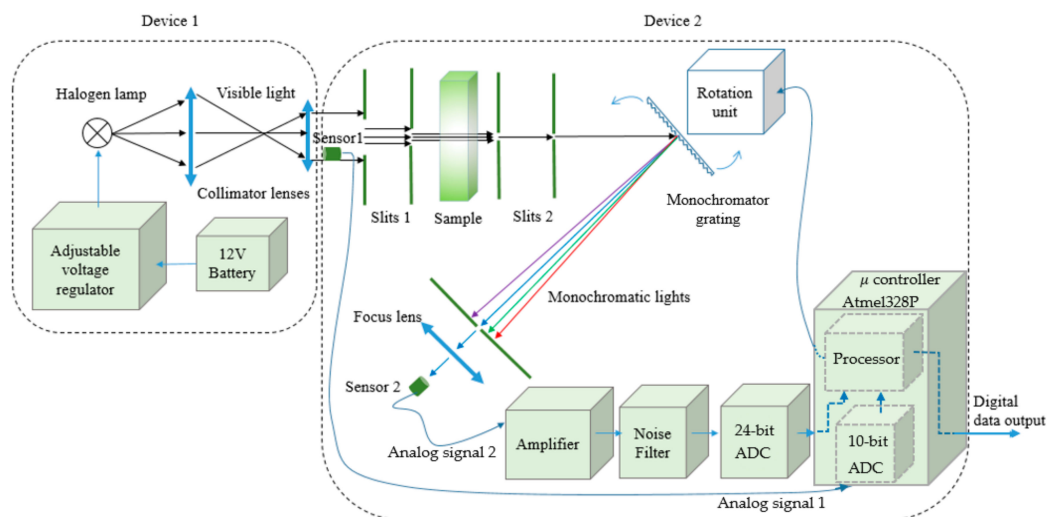 Device 1
Device 2
Halogen lamp
Visible light
Sensor1
Collimator lenses
Adjustable
voltage
regulator
12V
Battery
Slits 1
Sample
Slits 2
Rotation
unit
Monochromator
grating
Monochromatic lights
Focus lens
Sensor 2
Analog signal 2
Amplifier
Noise
Filter
24-bit
ADC
μ controller
Atmel328P
Processor
10-bit
ADC
Digital
data output
Analog signal 1